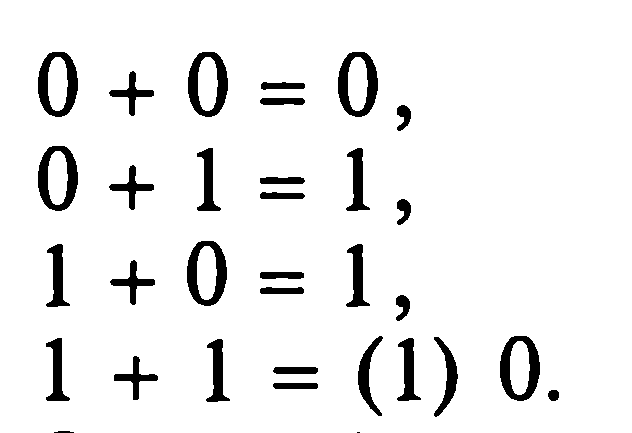 0 + 0 = 0,
0 + 1 = 1,
1 + 0 = 1,
1 + 1 = (1) 0.